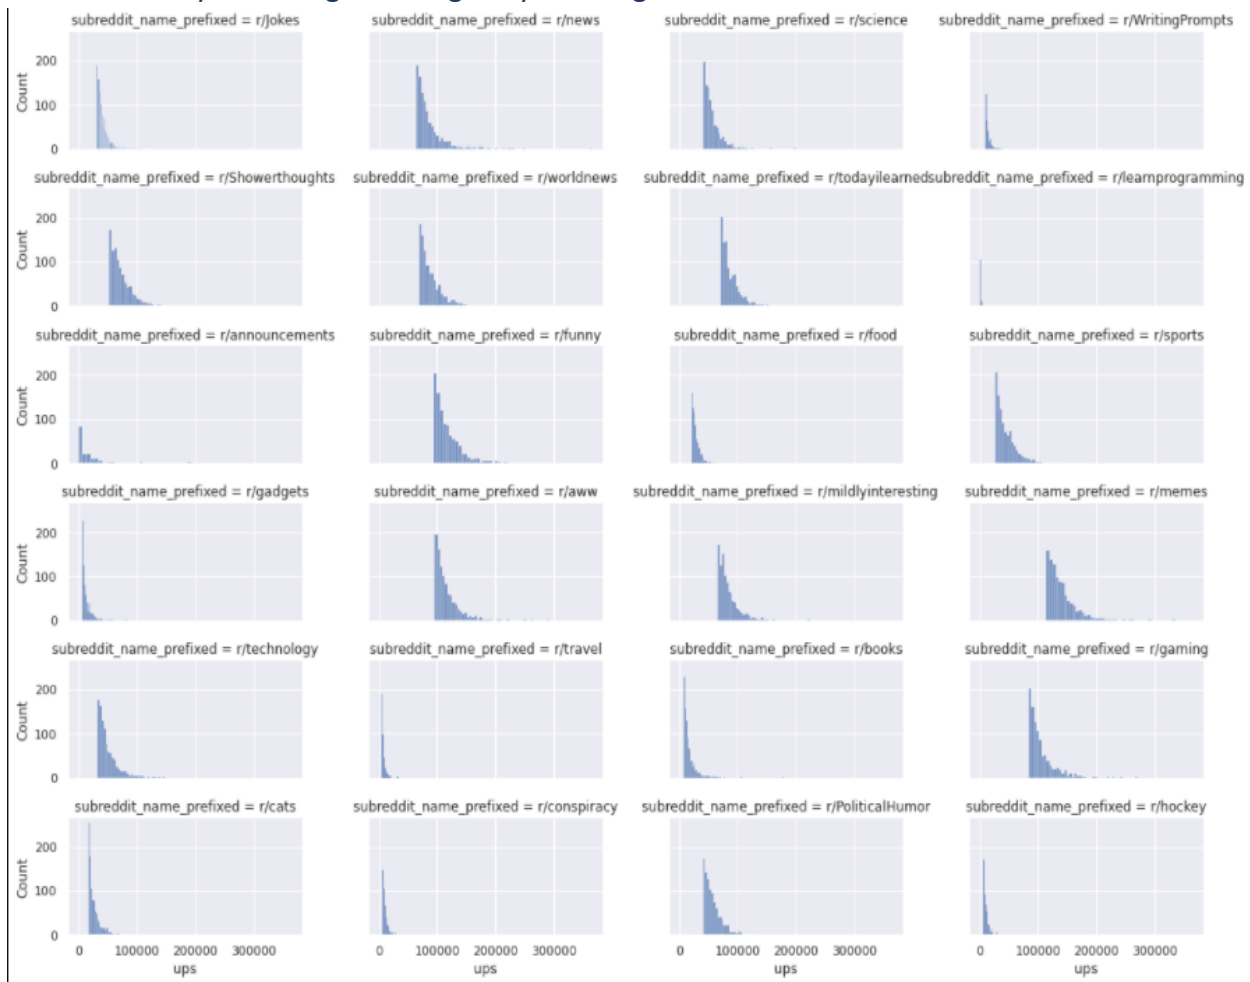 subreddit_name_prefixed = r/Jokes
subreddit_name_prefixed = r/news
subreddit_name_prefixed = r/science
subreddit_name_prefixed = r/WritingPrompts
200
100
0
Count
subreddit_name_prefixed = r/Showerthoughts
subreddit_name_prefixed = r/worldnews
subreddit_name_prefixed = r/todayilearned
subreddit_name_prefixed = r/learnprogramming
200
100
0
Count
subreddit_name_prefixed = r/announcements
subreddit_name_prefixed = r/funny
subreddit_name_prefixed = r/food
subreddit_name_prefixed = r/sports
200
100
0
Count
subreddit_name_prefixed = r/gadgets
subreddit_name_prefixed = r/aww
subreddit_name_prefixed = r/mildlyinteresting
subreddit_name_prefixed = r/memes
200
100
0
Count
subreddit_name_prefixed = r/technology
subreddit_name_prefixed = r/travel
subreddit_name_prefixed = r/books
subreddit_name_prefixed = r/gaming
200
100
0
Count
subreddit_name_prefixed = r/cats
subreddit_name_prefixed = r/conspiracy
subreddit_name_prefixed = r/PoliticalHumor
subreddit_name_prefixed = r/hockey
200
100
0
Count
0 100000 200000 300000
ups
0 100000 200000 300000
ups
0 100000 200000 300000
ups
0 100000 200000 300000
ups